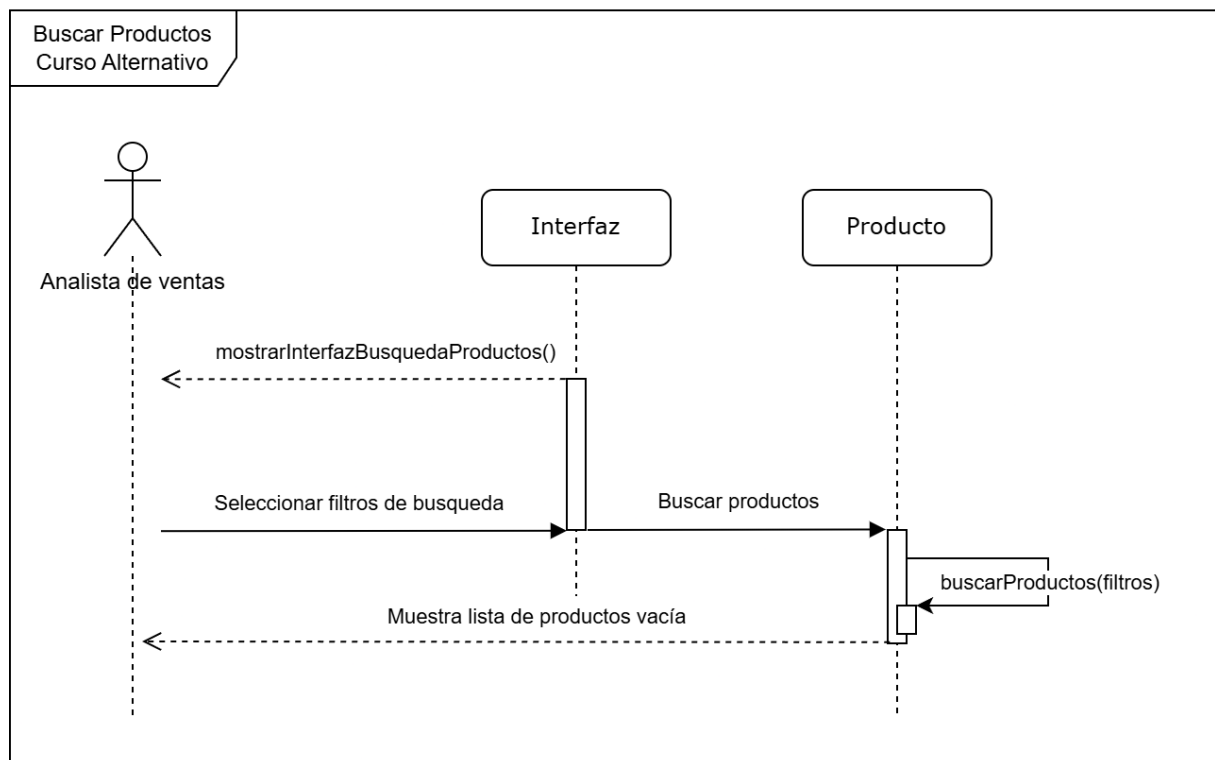 Buscar Productos
Curso Alternativo
Interfaz
Producto
Analista de ventas
mostrarInterfazBusquedaProductos()
Seleccionar filtros de busqueda
Buscar productos
buscarProductos(filtros)
Muestra lista de productos vacía